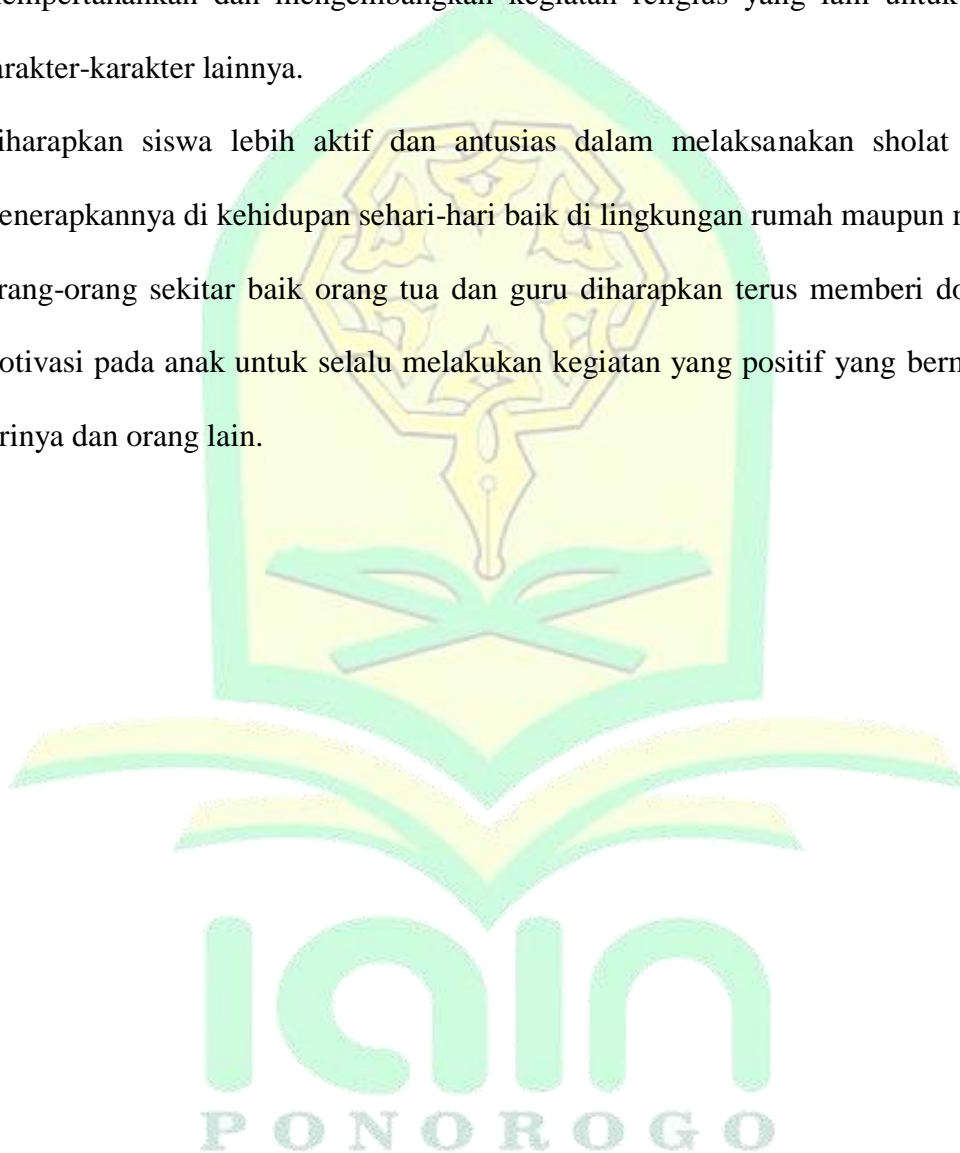 mempertahankan dan mengembangkan kegiatan religius yang lain untuk
arakter-karakter lainnya.
iharapkan siswa lebih aktif dan antusias dalam melaksanakan sholat
enerapkannya di kehidupan sehari-hari baik di lingkungan rumah maupun
rang-orang sekitar baik orang tua dan guru diharapkan terus memberi
otivasi pada anak untuk selalu melakukan kegiatan yang positif yang
rinya dan orang lain.
iain
PONOROGO